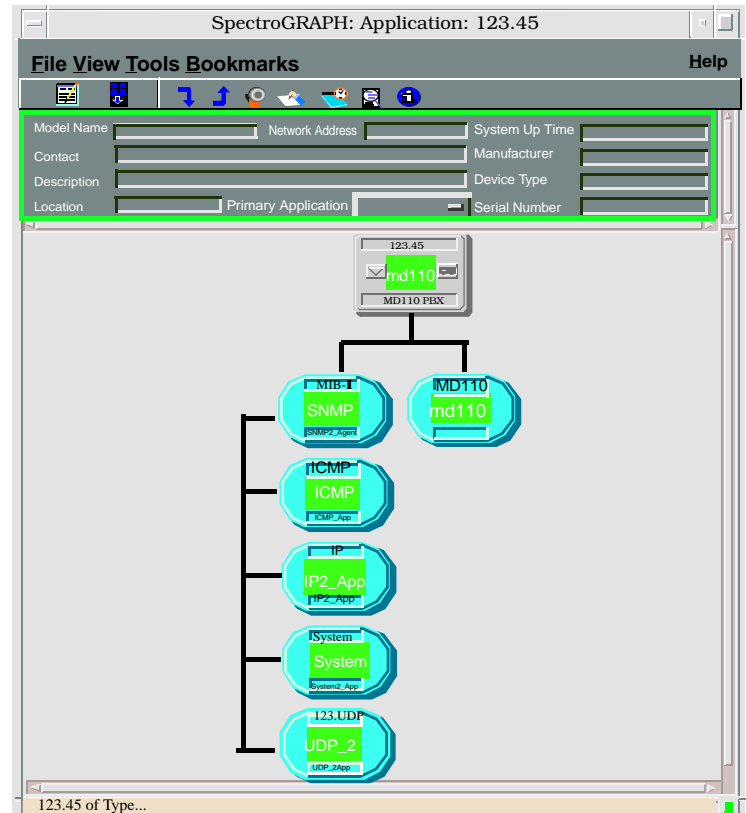 SpectroGRAPH: Application: 123.45
File View Tools Bookmarks Help
Model Name Network Address System Up Time
Contact Manufacturer
Description Device Type
Location Primary Application Serial Number
123.45
md110
MD110 PBX
MIB-II MD110
SNMP md110
SNMP2_Agent
ICMP
ICMP
ICMP_App
IP
IP2_App
IP2_App
System
System
System2_App
123.UDP
UDP_2
UDP_2App
123.45 of Type...